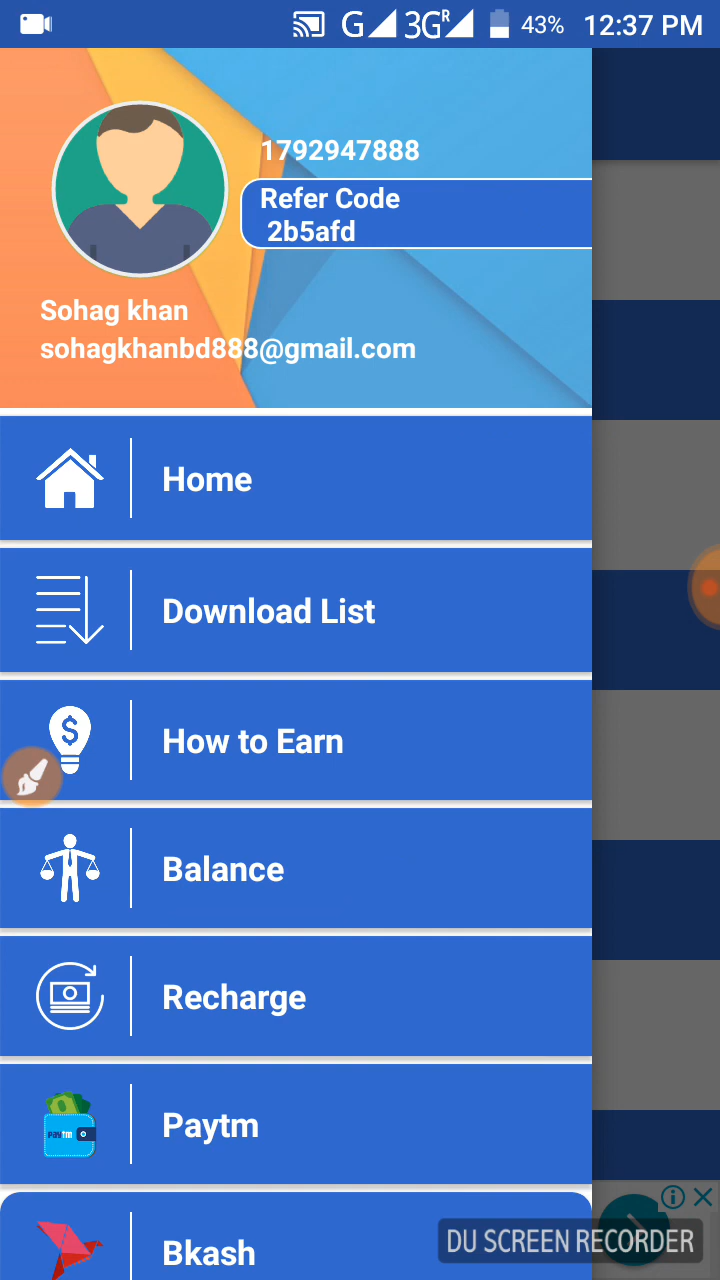 G 3G R 43% 12:37 PM
1792947888
Refer Code
2b5afd
Sohag khan
sohagkhanbd888@gmail.com
Home
Download List
$
How to Earn
Balance
Recharge
Paytm
Paytm
Bkash
DU SCREEN RECORDER